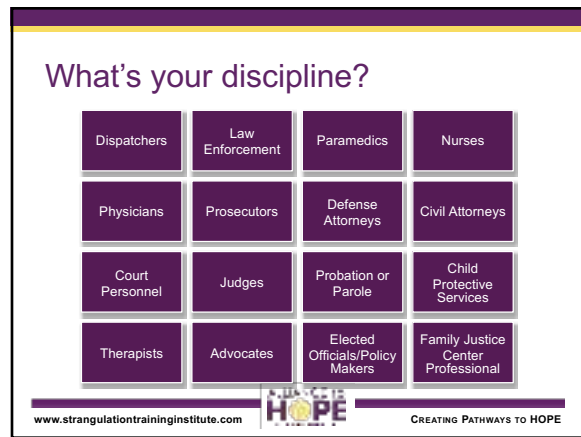 What's your discipline?
Dispatchers
Law
Enforcement
Paramedics
Nurses
Physicians
Prosecutors
Defense
Attorneys
Civil Attorneys
Court
Personnel
Judges
Probation or
Parole
Child
Protective
Services
Therapists
Advocates
Elected
Officials/Policy
Makers
Family Justice
Center
Professional
HOPE
www.strangulationtraininginstitute.com
CREATING PATHWAYS TO HOPE